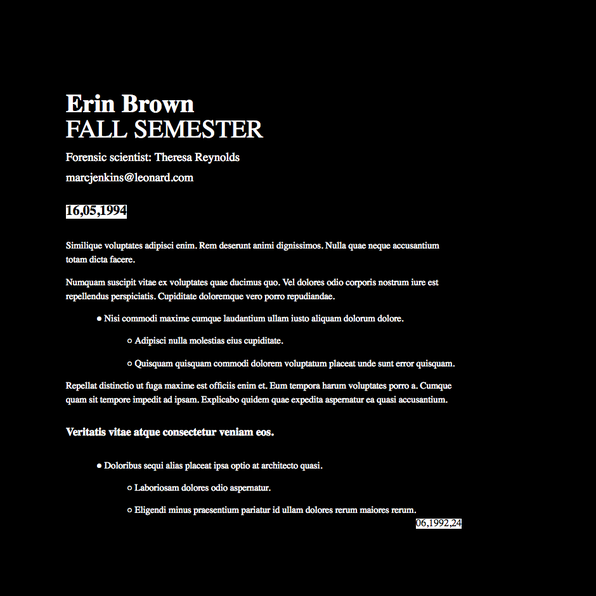 Erin Brown
FALL SEMESTER
Forensic scientist: Theresa Reynolds
marcjenkins@leonard.com
16,05,1994
Similique voluptates adipisci enim. Rem deserunt animi dignissimos. Nulla quae neque accusantium
totam dicta facere.
Numquam suscipit vitae ex voluptates quae ducimus quo. Vel dolores odio corporis nostrum iure est
repellendus perspiciatis. Cupiditate doloremque vero porro repudiandae.
● Nisi commodi maxime cumque laudantium ullam iusto aliquam dolorum dolore.
○ Adipisci nulla molestias eius cupiditate.
○ Quisquam quisquam commodi dolorem voluptatum placeat unde sunt error quisquam.
Repellat distinctio ut fuga maxime est officiis enim et. Eum tempora harum voluptates porro a. Cumque
quam sit tempore impedit ad ipsam. Explicabo quidem quae expedita aspernatur ea quasi accusantium.
Veritatis vitae atque consectetur veniam eos.
● Doloribus sequi alias placeat ipsa optio at architecto quasi.
○ Laboriosam dolores odio aspernatur.
○ Eligendi minus praesentium pariatur id ullam dolores rerum maiores rerum.
06,1992,24